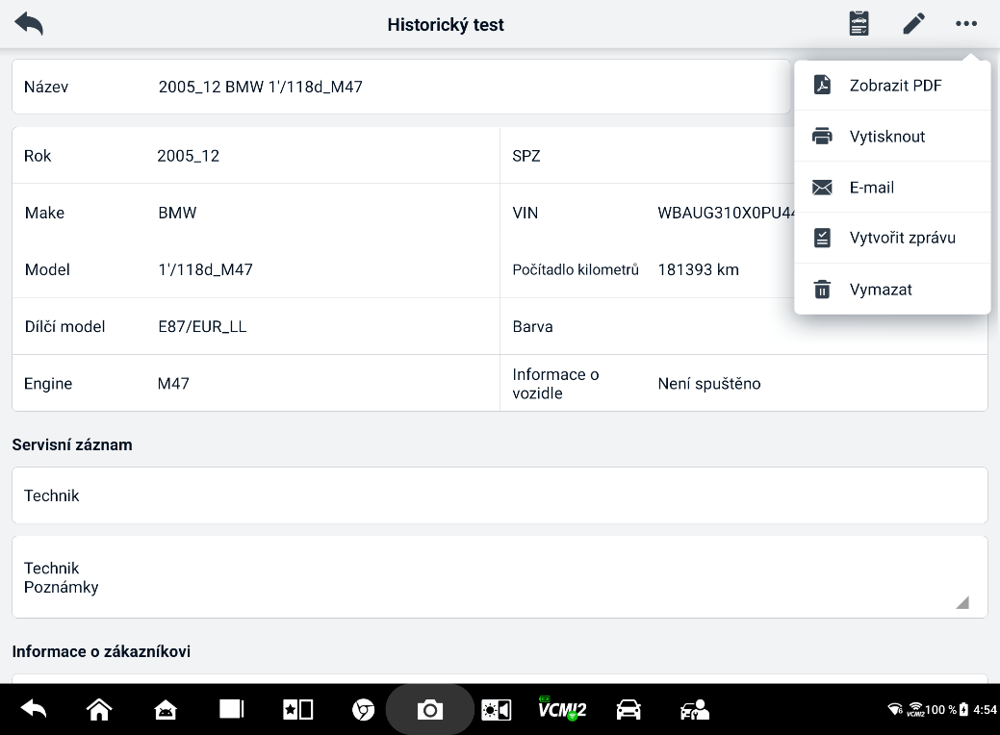 Historický test
Název 2005_12 BMW 1'/118d_M47
Zobrazit PDF
Vytisknout
E-mail
Vytvořit zprávu
Vymazat
Rok 2005_12 SPZ
Make BMW VIN WBAUG310X0PU44
Model 1'/118d_M47 Počítadlo kilometrů 181393 km
Dílčí model E87/EUR_LL Barva
Engine M47 Informace o
vozidle Není spuštěno
Servisní záznam
Technik
Technik
Poznámky
Informace o zákazníkovi
VCMI2 VCMI2 100 % 4:54